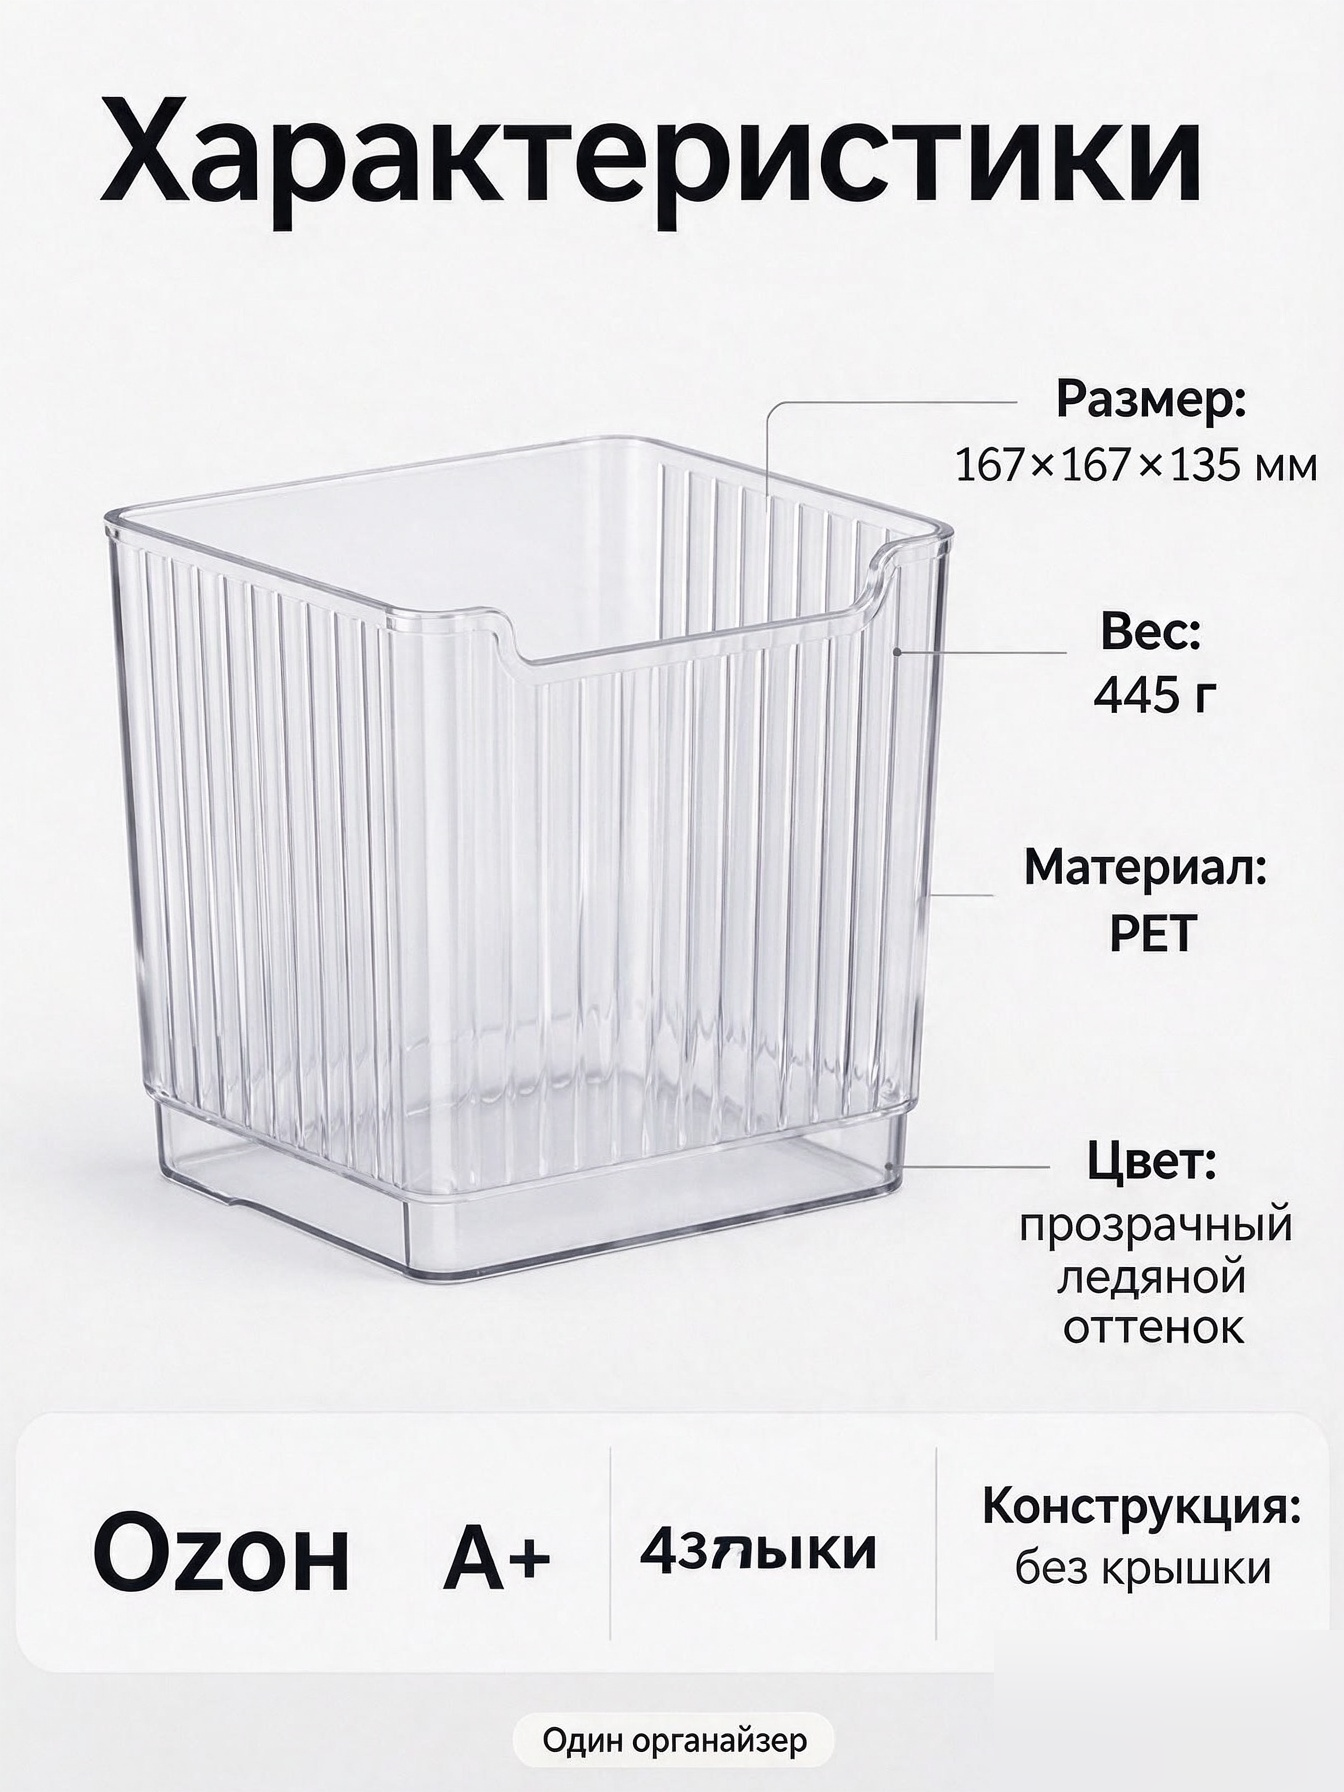 Характеристики
Размер:
167×167×135 мм
Вес:
445 г
Материал:
PET
Цвет:
прозрачный
ледяной
оттенок
Ozон A+
Конструкция:
без крышки
Один органайзер